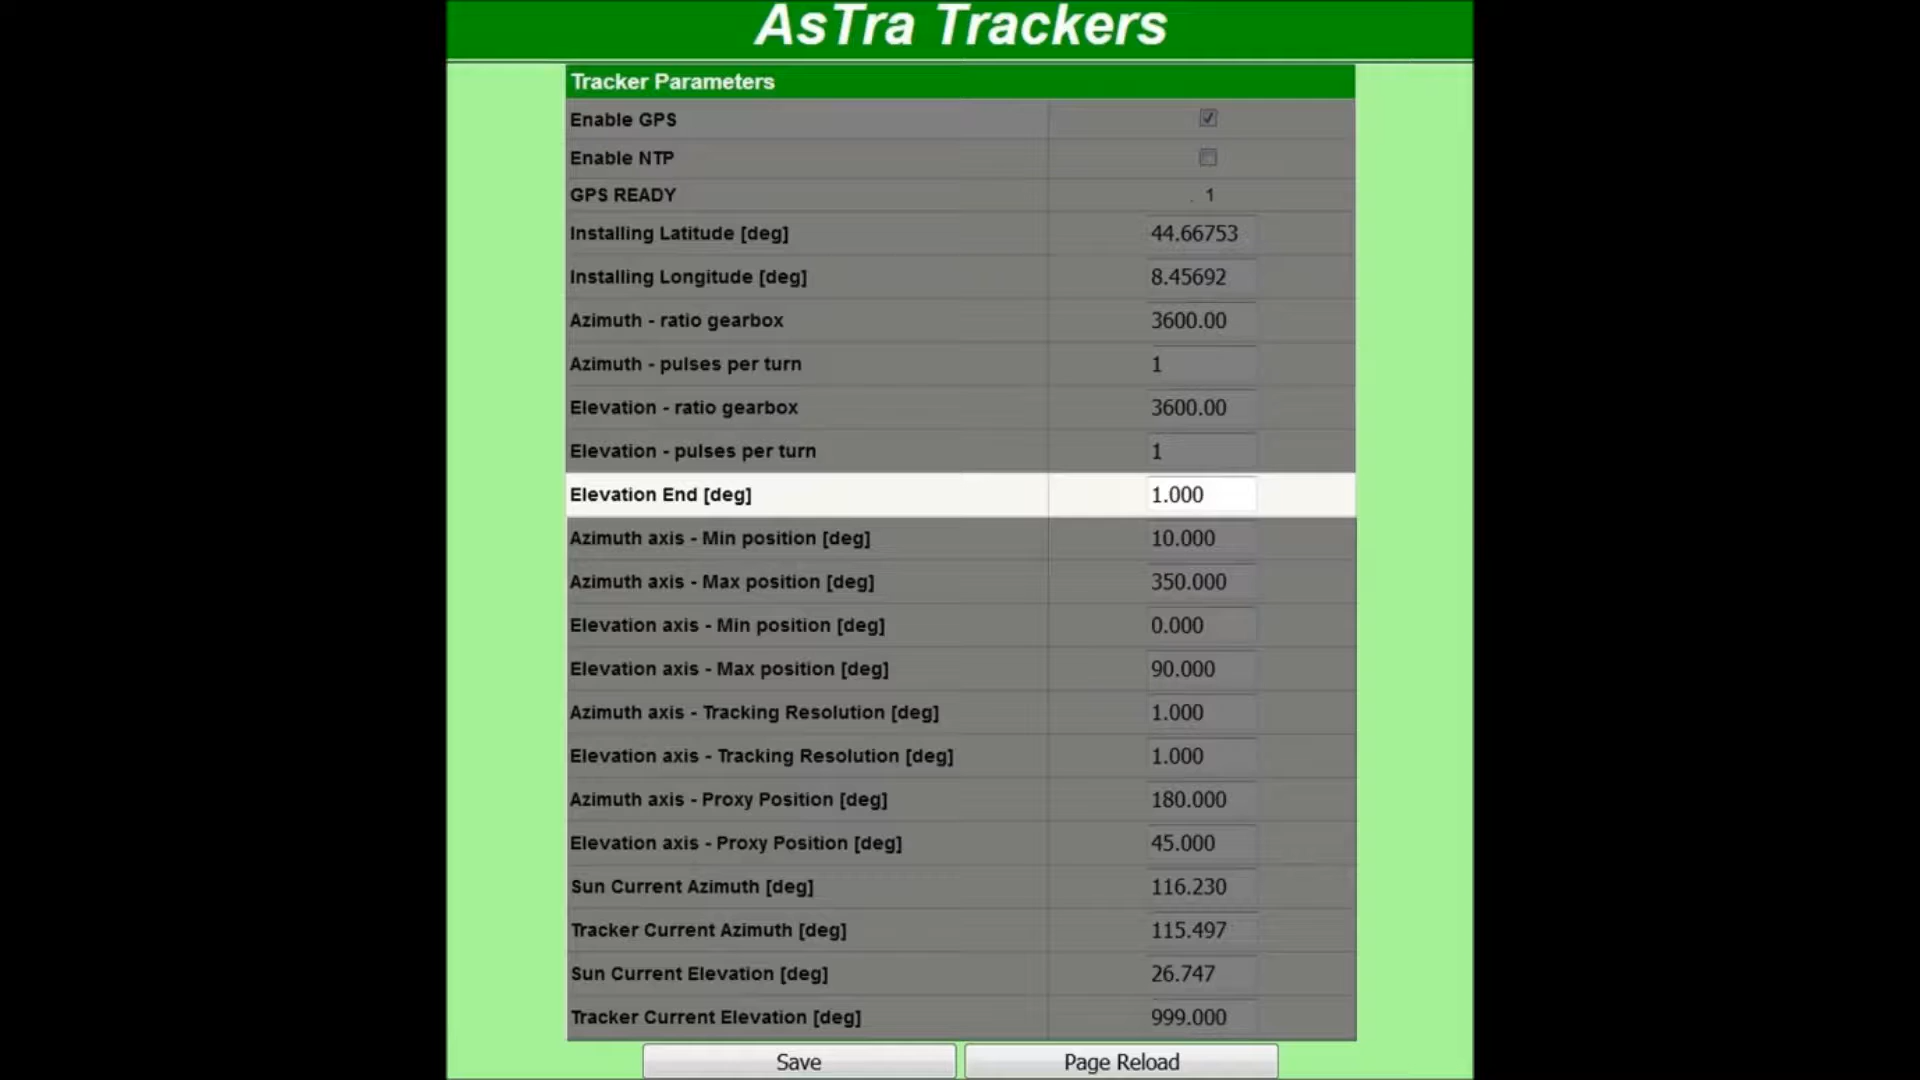 AsTra Trackers
Tracker Parameters
Enable GPS
Enable NTP
GPS READY 1
Installing Latitude [deg] 44.66753
Installing Longitude [deg] 8.45692
Azimuth - ratio gearbox 3600.00
Azimuth - pulses per turn 1
Elevation - ratio gearbox 3600.00
Elevation - pulses per turn 1
Elevation End [deg] 1.000
Azimuth axis - Min position [deg] 10.000
Azimuth axis - Max position [deg] 350.000
Elevation axis - Min position [deg] 0.000
Elevation axis - Max position [deg] 90.000
Azimuth axis - Tracking Resolution [deg] 1.000
Elevation axis - Tracking Resolution [deg] 1.000
Azimuth axis - Proxy Position [deg] 180.000
Elevation axis - Proxy Position [deg] 45.000
Sun Current Azimuth [deg] 116.230
Tracker Current Azimuth [deg] 115.497
Sun Current Elevation [deg] 26.747
Tracker Current Elevation [deg] 999.000
Save Page Reload